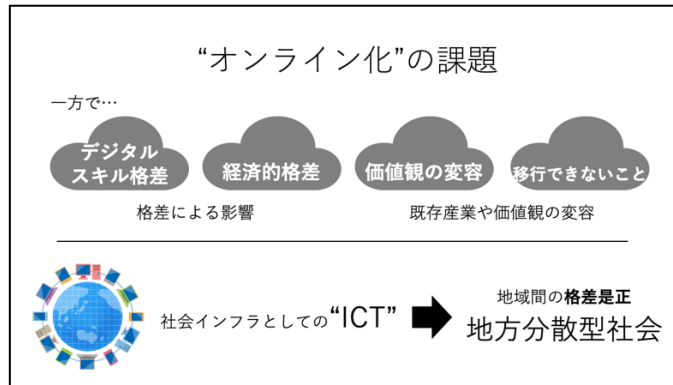 “オンライン化”の課題
一方で…
デジタル
スキル格差
経済的格差
価値観の変容
移行できないこと
格差による影響
既存産業や価値観の変容
社会インフラとしての“ICT”
地域間の格差是正
地方分散型社会